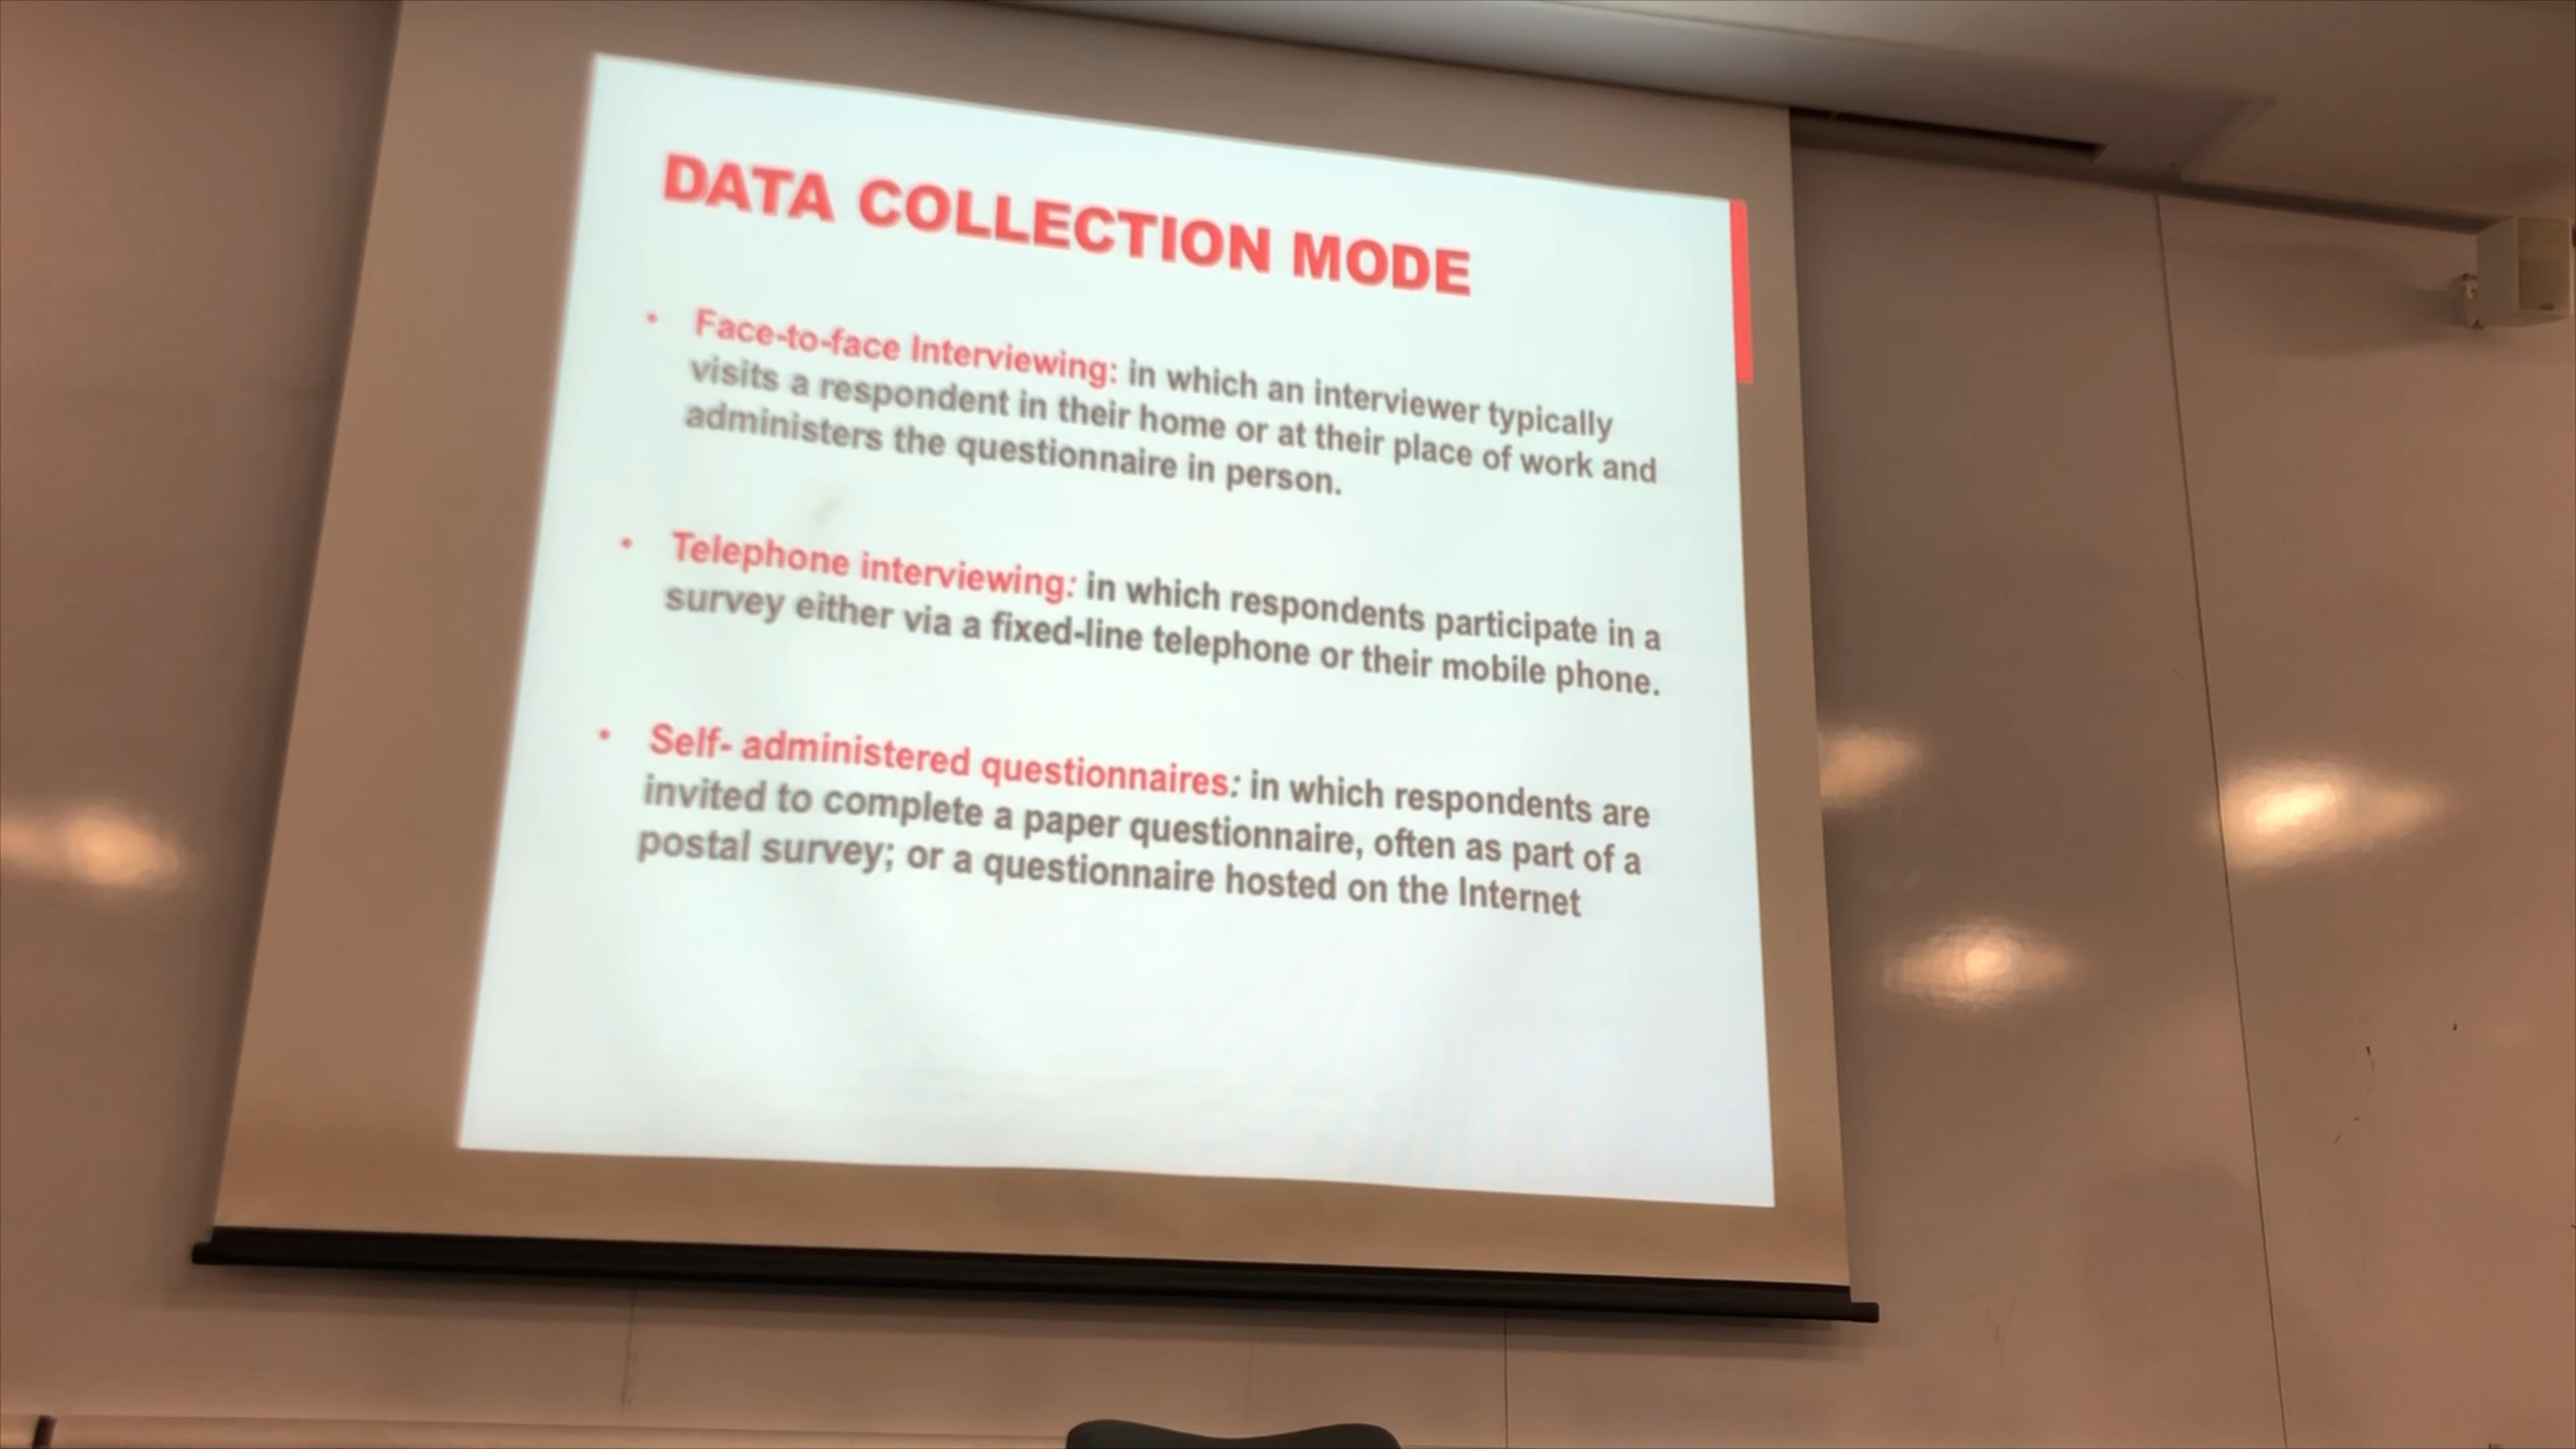 DATA COLLECTION MODE
• Face-to-face Interviewing: in which an interviewer typically
visits a respondent in their home or at their place of work and
administers the questionnaire in person.
• Telephone interviewing: in which respondents participate in a
survey either via a fixed-line telephone or their mobile phone.
• Self- administered questionnaires: in which respondents are
invited to complete a paper questionnaire, often as part of a
postal survey; or a questionnaire hosted on the Internet